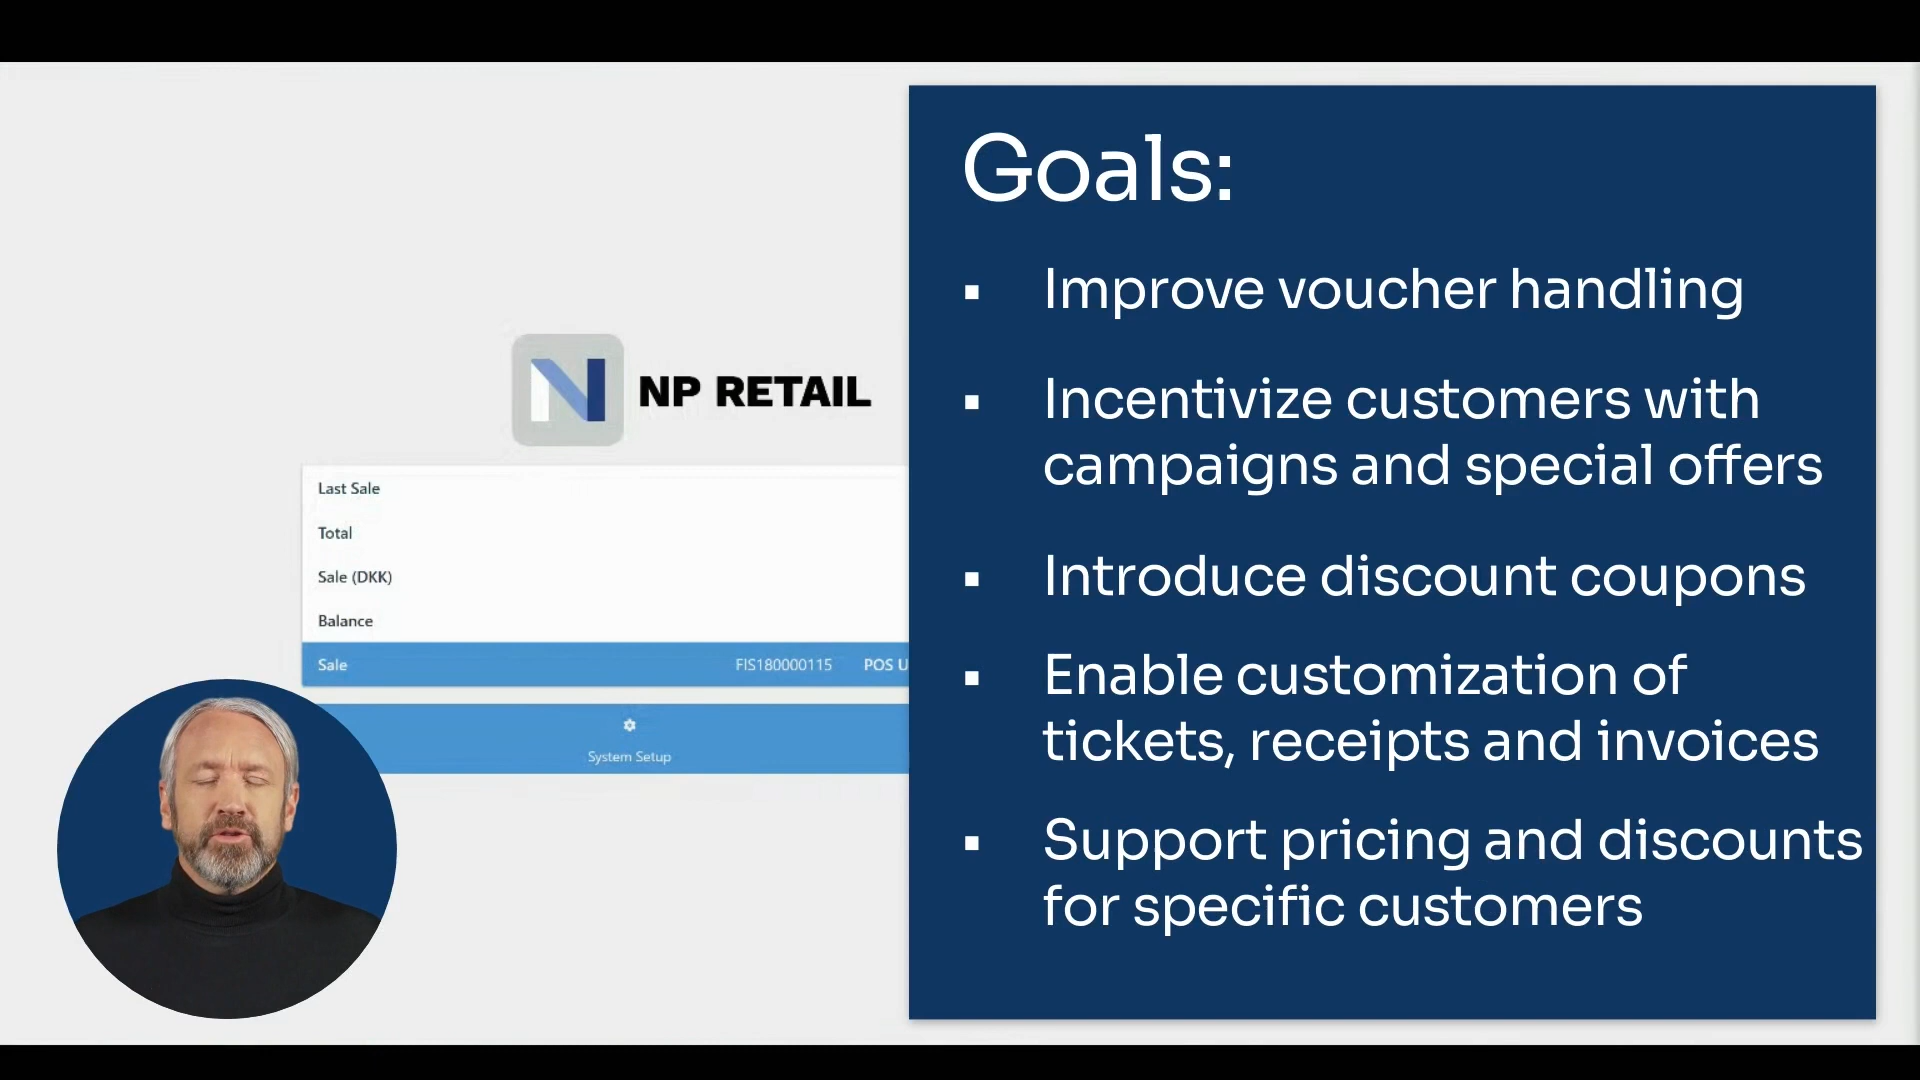 Goals:
▪ Improve voucher handling
▪ Incentivize customers with
campaigns and special offers
▪ Introduce discount coupons
▪ Enable customization of
tickets, receipts and invoices
▪ Support pricing and discounts
for specific customers
NP RETAIL
Last Sale
Total
Sale (DKK)
Balance
Sale FIS180000115 POS U
System Setup